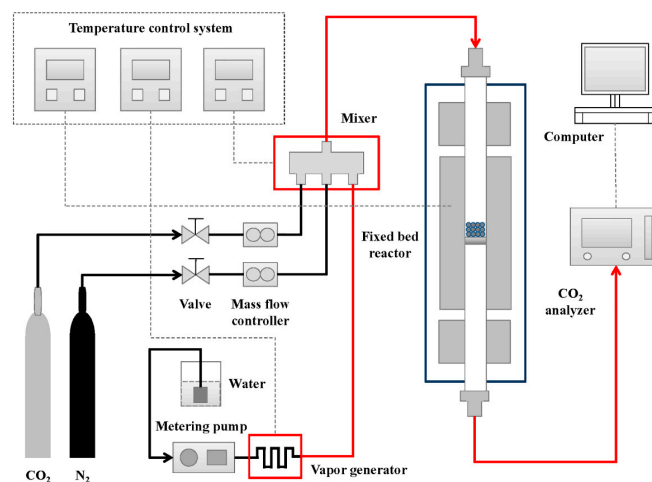 Temperature control system
Mixer
Computer
Fixed bed
reactor
Valve
Mass flow
controller
CO₂
analyzer
Water
Metering pump
Vapor generator
CO₂
N₂